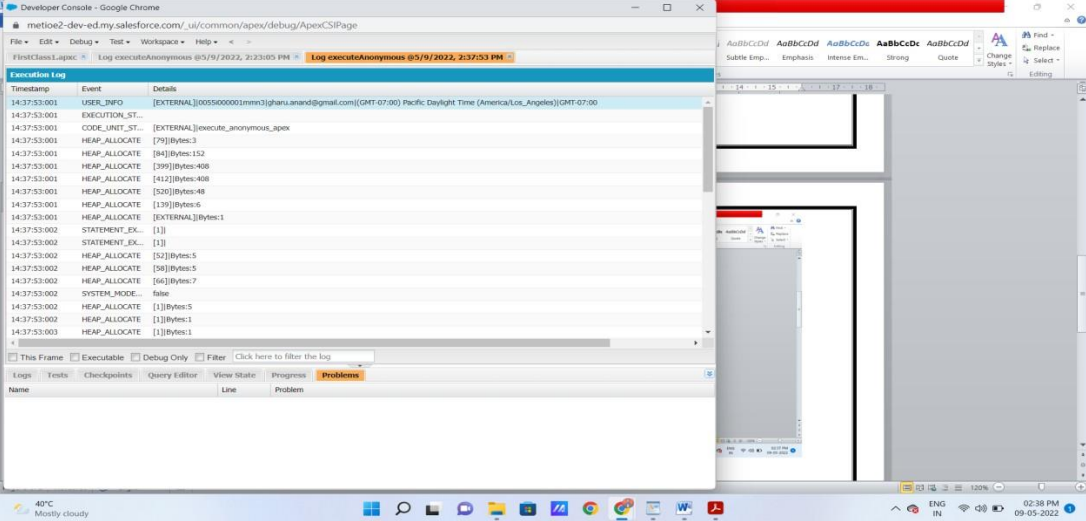 Developer Console - Google Chrome
metioe2-dev-ed.my.salesforce.com/_ui/common/apex/debug/ApexCSIPage
File Edit Debug Test Workspace Help < >
FirstClass1.apxc Log executeAnonymous @5/9/2022, 2:23:05 PM Log executeAnonymous @5/9/2022, 2:37:53 PM
Execution Log
Timestamp Event Details
14:37:53:001 USER_INFO [EXTERNAL]|0055i000001mmn3|gharu.anand@gmail.com|(GMT-07:00) Pacific Daylight Time (America/Los_Angeles)|GMT-07:00
14:37:53:001 EXECUTION_ST...
14:37:53:001 CODE_UNIT_ST... [EXTERNAL]|execute_anonymous_apex
14:37:53:001 HEAP_ALLOCATE [79]|Bytes:3
14:37:53:001 HEAP_ALLOCATE [84]|Bytes:152
14:37:53:001 HEAP_ALLOCATE [399]|Bytes:408
14:37:53:001 HEAP_ALLOCATE [412]|Bytes:408
14:37:53:001 HEAP_ALLOCATE [520]|Bytes:48
14:37:53:001 HEAP_ALLOCATE [139]|Bytes:6
14:37:53:001 HEAP_ALLOCATE [EXTERNAL]|Bytes:1
14:37:53:002 STATEMENT_EX... [1]|
14:37:53:002 STATEMENT_EX... [1]|
14:37:53:002 HEAP_ALLOCATE [52]|Bytes:5
14:37:53:002 HEAP_ALLOCATE [58]|Bytes:5
14:37:53:002 HEAP_ALLOCATE [66]|Bytes:7
14:37:53:002 SYSTEM_MODE... false
14:37:53:002 HEAP_ALLOCATE [1]|Bytes:5
14:37:53:002 HEAP_ALLOCATE [1]|Bytes:1
14:37:53:003 HEAP_ALLOCATE [1]|Bytes:1
This Frame Executable Debug Only Filter Click here to filter the log
Logs Tests Checkpoints Query Editor View State Progress Problems
Name Line Problem
AaBbCcDd AaBbCcDd AaBbCcDc AaBbCcDc AaBbCcDd
Subtle Emp... Emphasis Intense Em... Strong Quote
Change Styles
Find
Replace
Select
Editing
14 15 17 18
120%
40°C
Mostly cloudy
ENG
IN
02:38 PM
09-05-2022